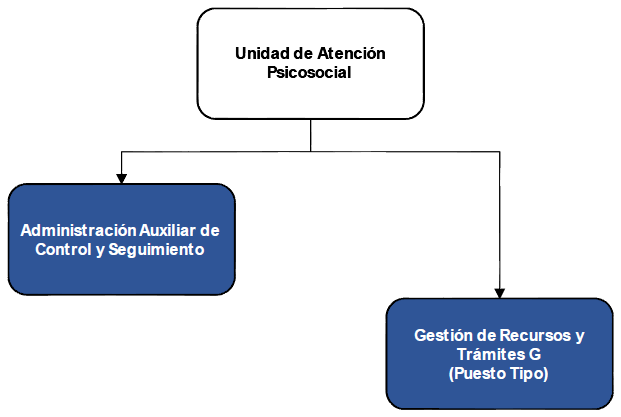 Unidad de Atención
Psicosocial
Administración Auxiliar de
Control y Seguimiento
Gestión de Recursos y
Trámites G
(Puesto Tipo)